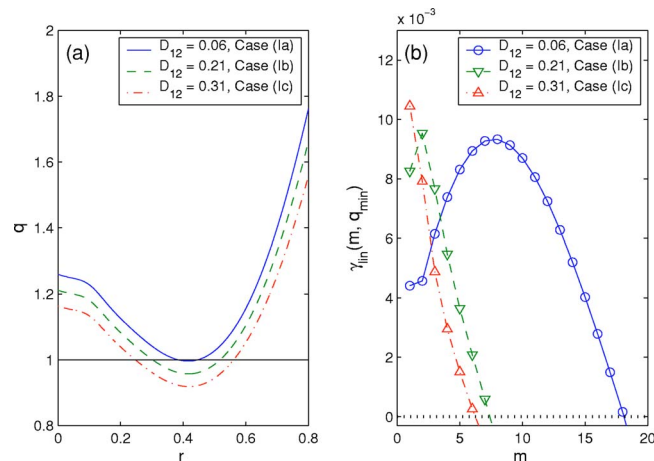 (a)
D12 = 0.06, Case (Ia)
D12 = 0.21, Case (Ib)
D12 = 0.31, Case (Ic)
q
2
1.8
1.6
1.4
1.2
1
0.8
0
0.2
0.4
0.6
0.8
r
x 10⁻³
(b)
D12 = 0.06, Case (Ia)
D12 = 0.21, Case (Ib)
D12 = 0.31, Case (Ic)
γlin(m, qmin)
12
10
8
6
4
2
0
0
5
10
15
20
m